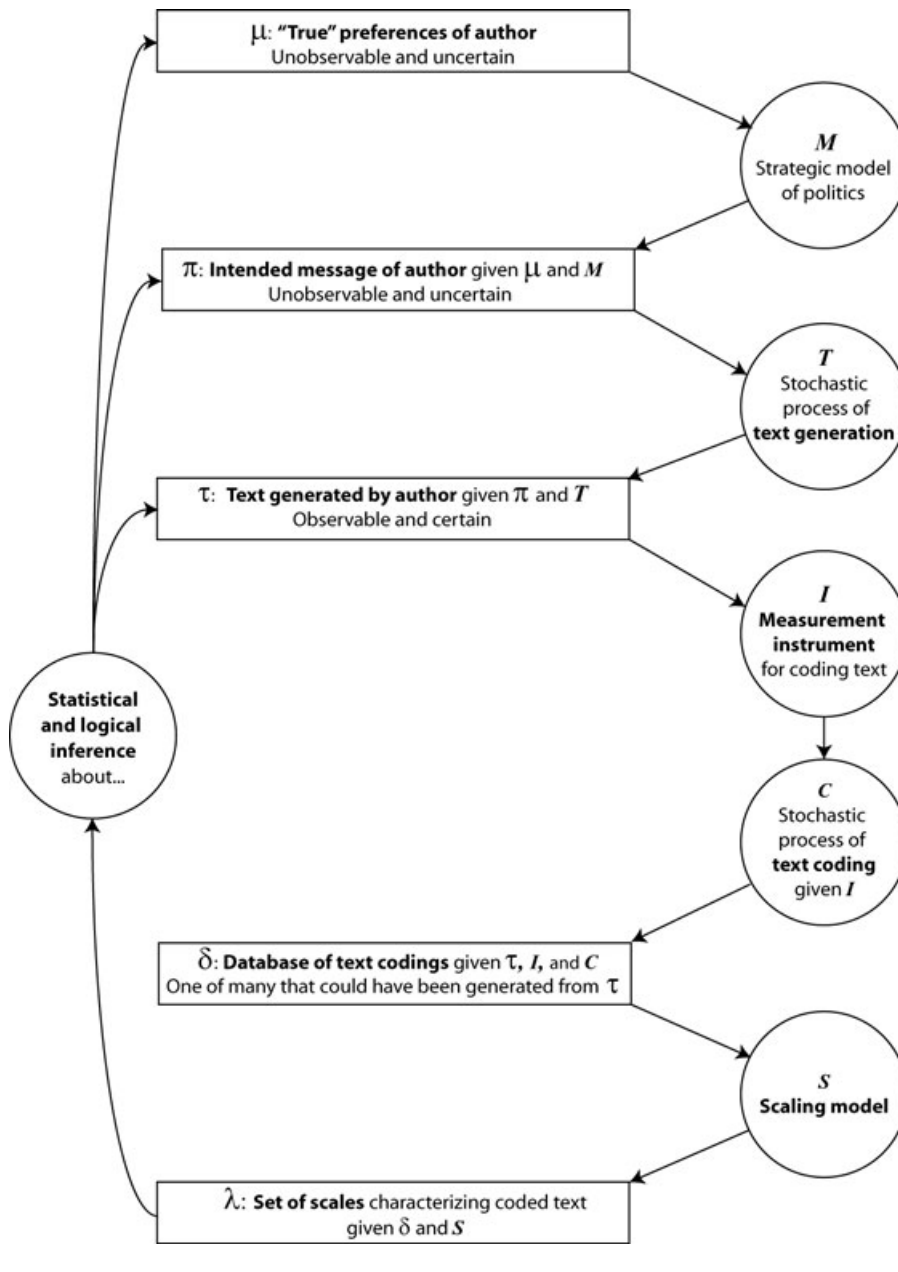 μ: “True” preferences of author
Unobservable and uncertain
M
Strategic model
of politics
π: Intended message of author given μ and M
Unobservable and uncertain
T
Stochastic
process of
text generation
τ: Text generated by author given π and T
Observable and certain
I
Measurement
instrument
for coding text
Statistical
and logical
inference
about...
C
Stochastic
process of
text coding
given I
δ: Database of text codings given τ, I, and C
One of many that could have been generated from τ
S
Scaling model
λ: Set of scales characterizing coded text
given δ and S